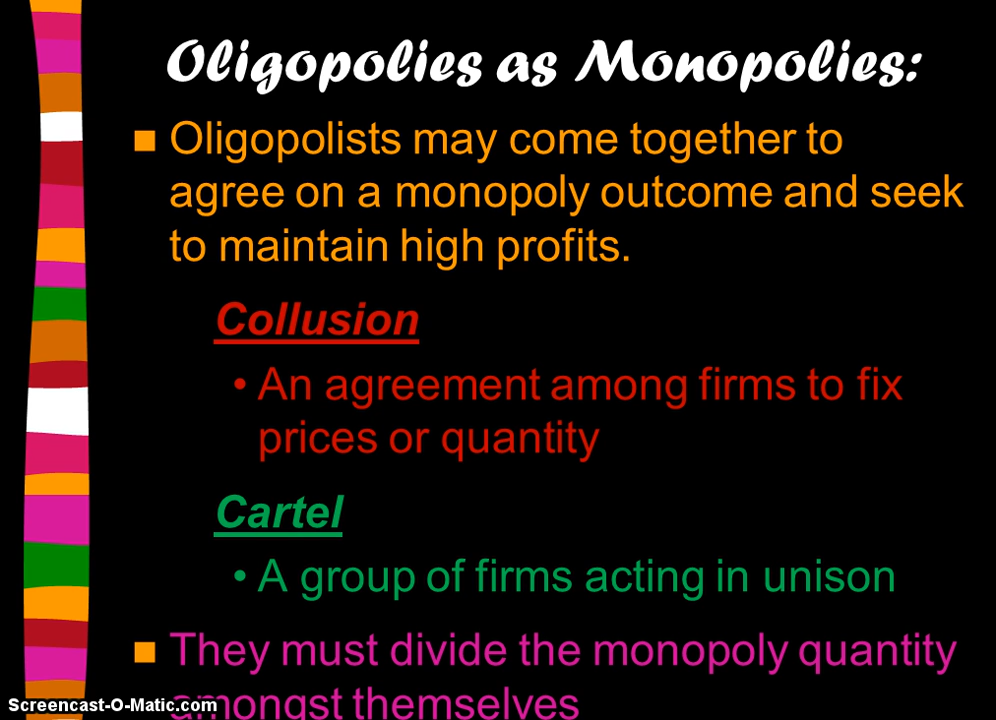 Oligopolies as Monopolies:
Oligopolists may come together to
agree on a monopoly outcome and seek
to maintain high profits.
Collusion
• An agreement among firms to fix
prices or quantity
Cartel
• A group of firms acting in unison
They must divide the monopoly quantity
amongst themselves
Screencast-O-Matic.com